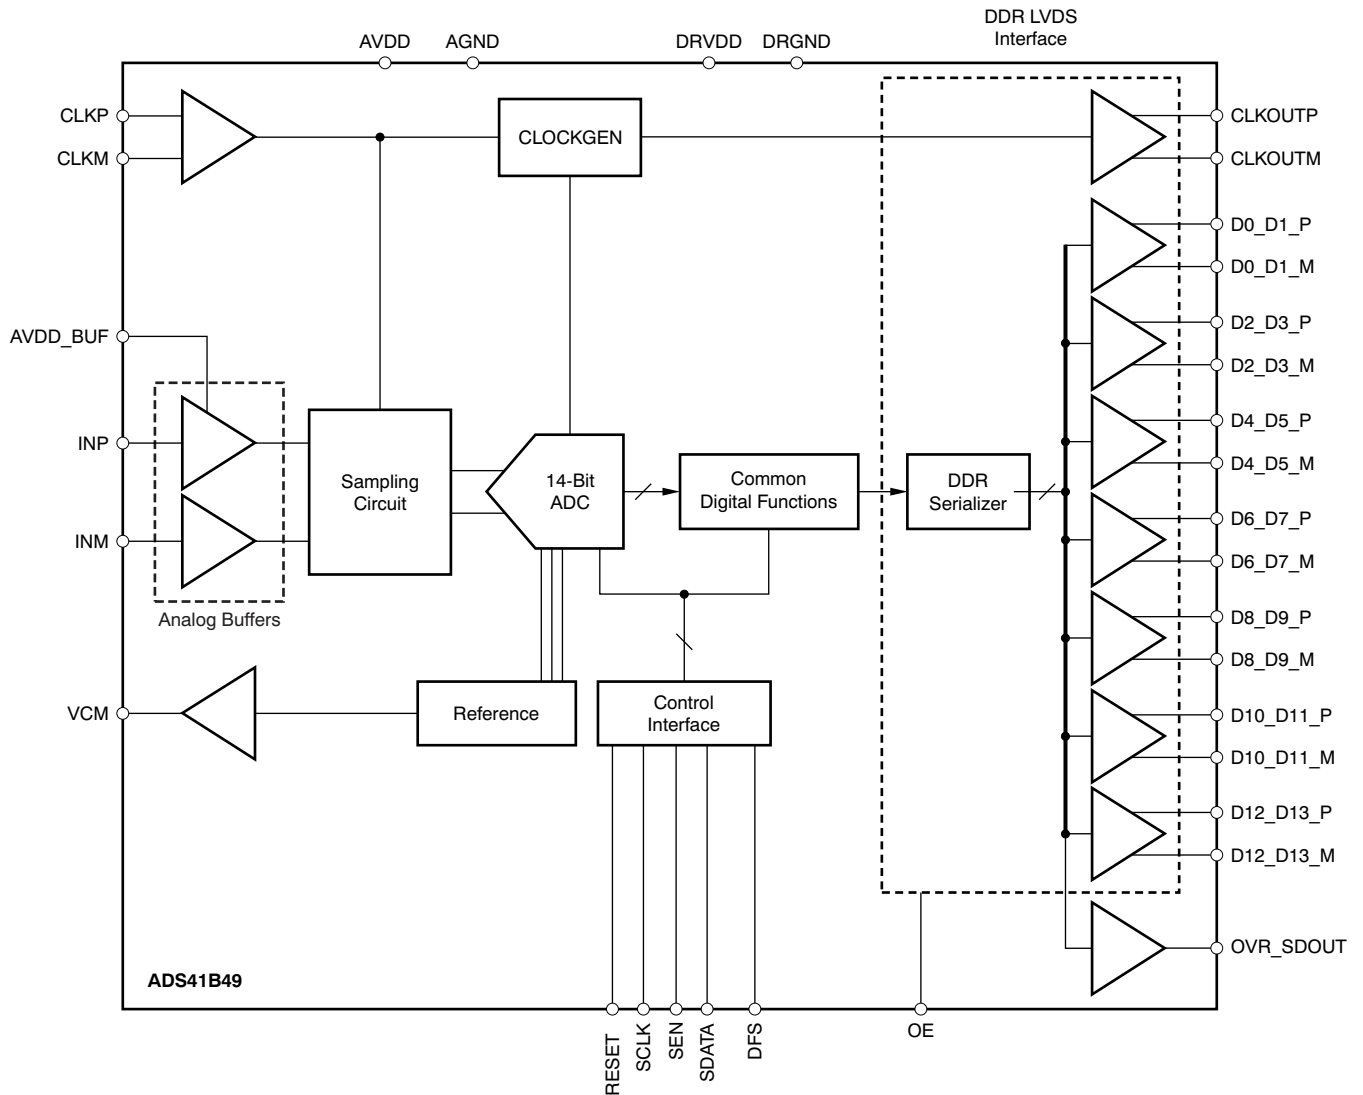 DDR LVDS
Interface
AVDD
AGND
DRVDD
DRGND
CLKP
CLKM
CLOCKGEN
CLKOUTP
CLKOUTM
D0_D1_P
D0_D1_M
D2_D3_P
D2_D3_M
AVDD_BUF
INP
INM
Analog Buffers
Sampling
Circuit
14-Bit
ADC
Common
Digital Functions
DDR
Serializer
D4_D5_P
D4_D5_M
D6_D7_P
D6_D7_M
D8_D9_P
D8_D9_M
VCM
Reference
Control
Interface
D10_D11_P
D10_D11_M
D12_D13_P
D12_D13_M
OVR_SDOUT
ADS41B49
RESET
SCLK
SEN
SDATA
DFS
OE